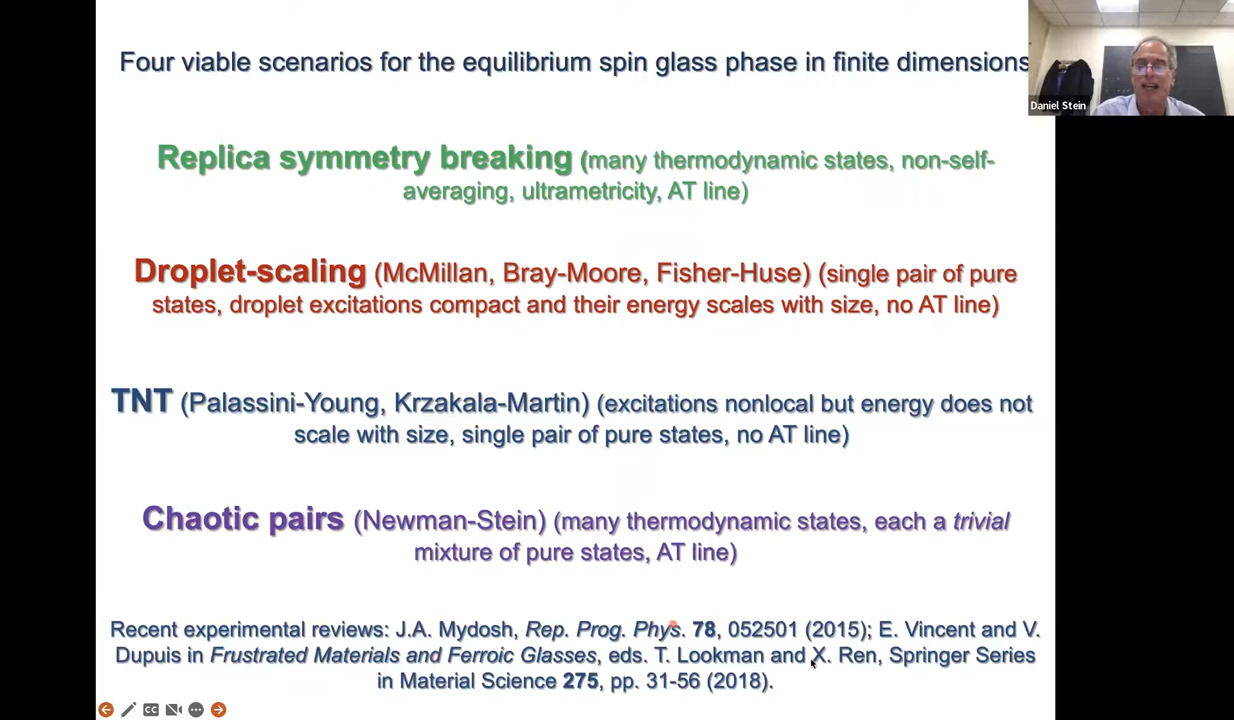 Four viable scenarios for the equilibrium spin glass phase in finite dimensions
Daniel Stein
Replica symmetry breaking (many thermodynamic states, non-self-
averaging, ultrametricity, AT line)
Droplet-scaling (McMillan, Bray-Moore, Fisher-Huse) (single pair of pure
states, droplet excitations compact and their energy scales with size, no AT line)
TNT (Palassini-Young, Krzakala-Martin) (excitations nonlocal but energy does not
scale with size, single pair of pure states, no AT line)
Chaotic pairs (Newman-Stein) (many thermodynamic states, each a trivial
mixture of pure states, AT line)
Recent experimental reviews: J.A. Mydosh, Rep. Prog. Phys. 78, 052501 (2015); E. Vincent and V.
Dupuis in Frustrated Materials and Ferroic Glasses, eds. T. Lookman and X. Ren, Springer Series
in Material Science 275, pp. 31-56 (2018).
CC